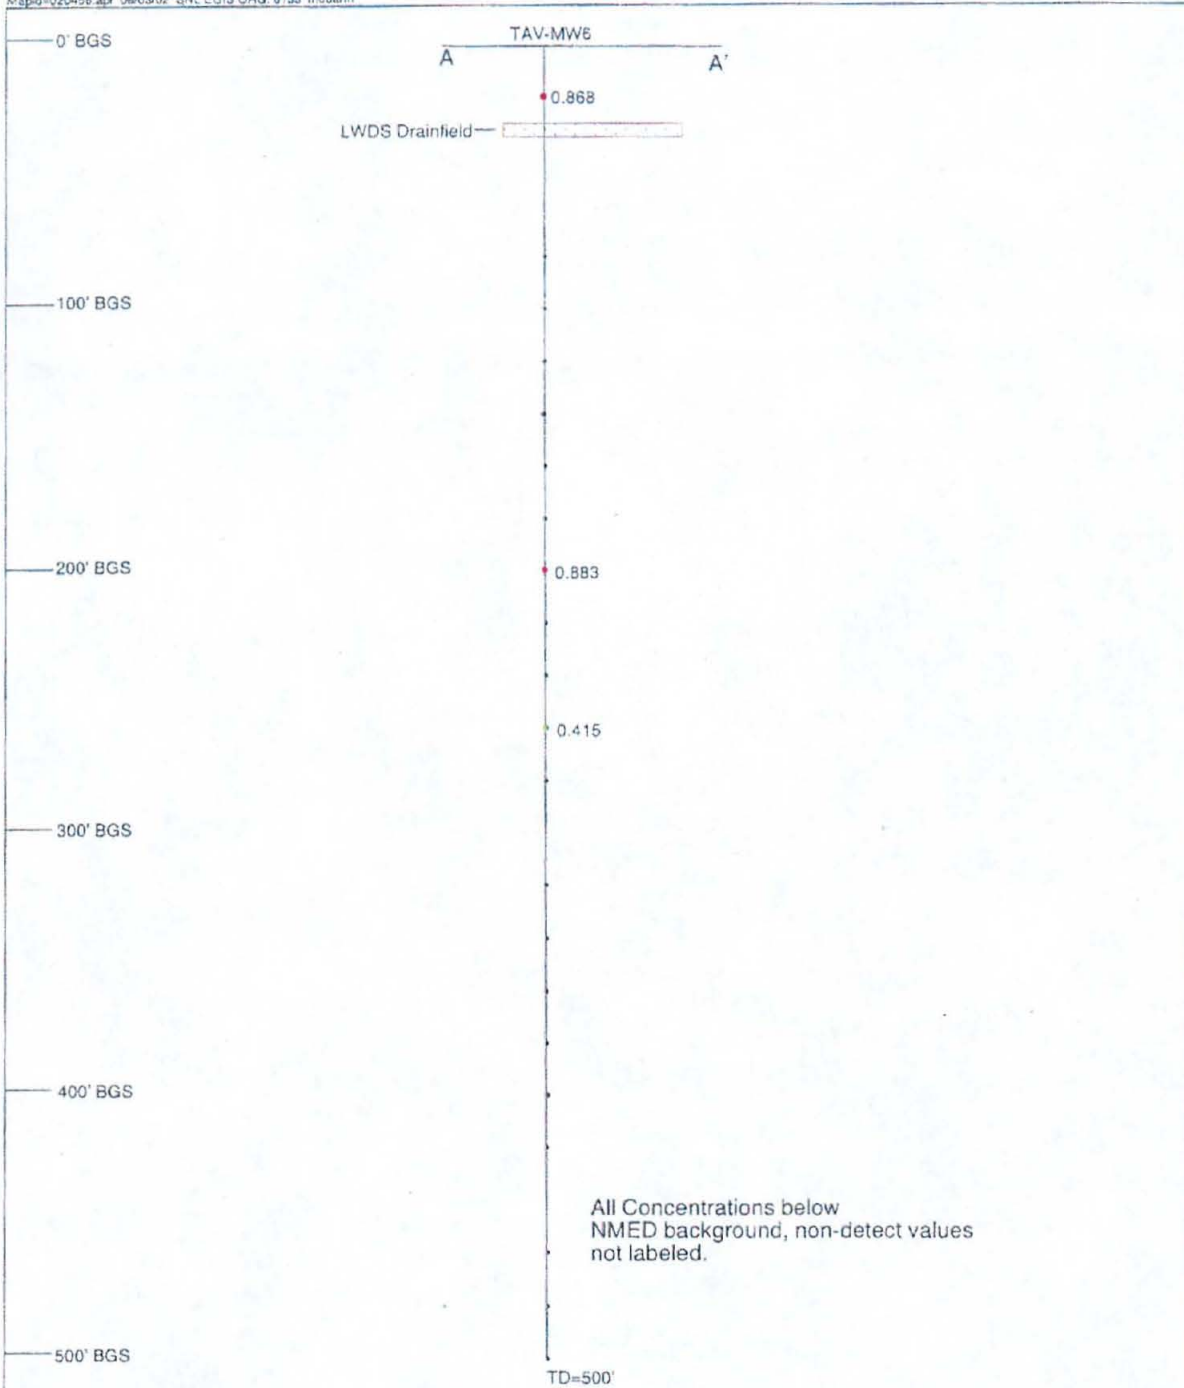 0' BGS
TAV-MW6
A
A'
0.868
LWDS Drainfield
100' BGS
200' BGS
0.883
0.415
300' BGS
400' BGS
All Concentrations below
NMED background, non-detect values
not labeled.
500' BGS
TD=500'